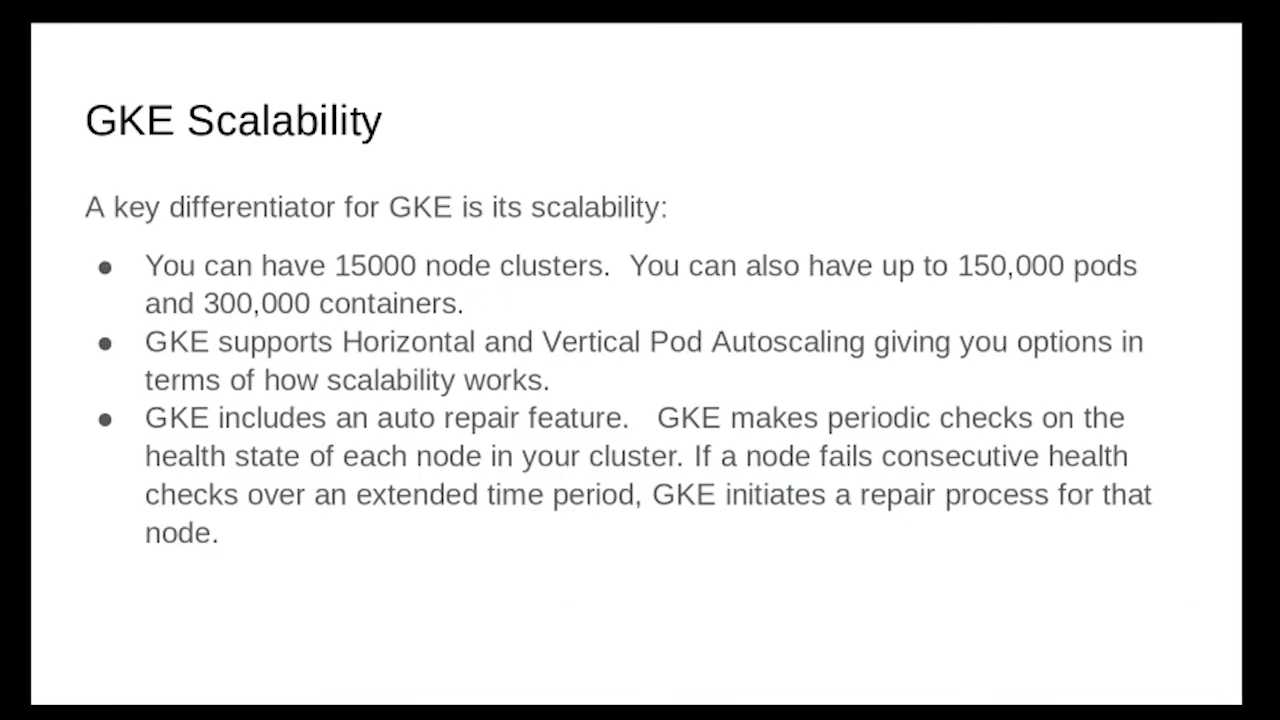 GKE Scalability
A key differentiator for GKE is its scalability:
● You can have 15000 node clusters.  You can also have up to 150,000 pods
and 300,000 containers.
● GKE supports Horizontal and Vertical Pod Autoscaling giving you options in
terms of how scalability works.
● GKE includes an auto repair feature.   GKE makes periodic checks on the
health state of each node in your cluster. If a node fails consecutive health
checks over an extended time period, GKE initiates a repair process for that
node.